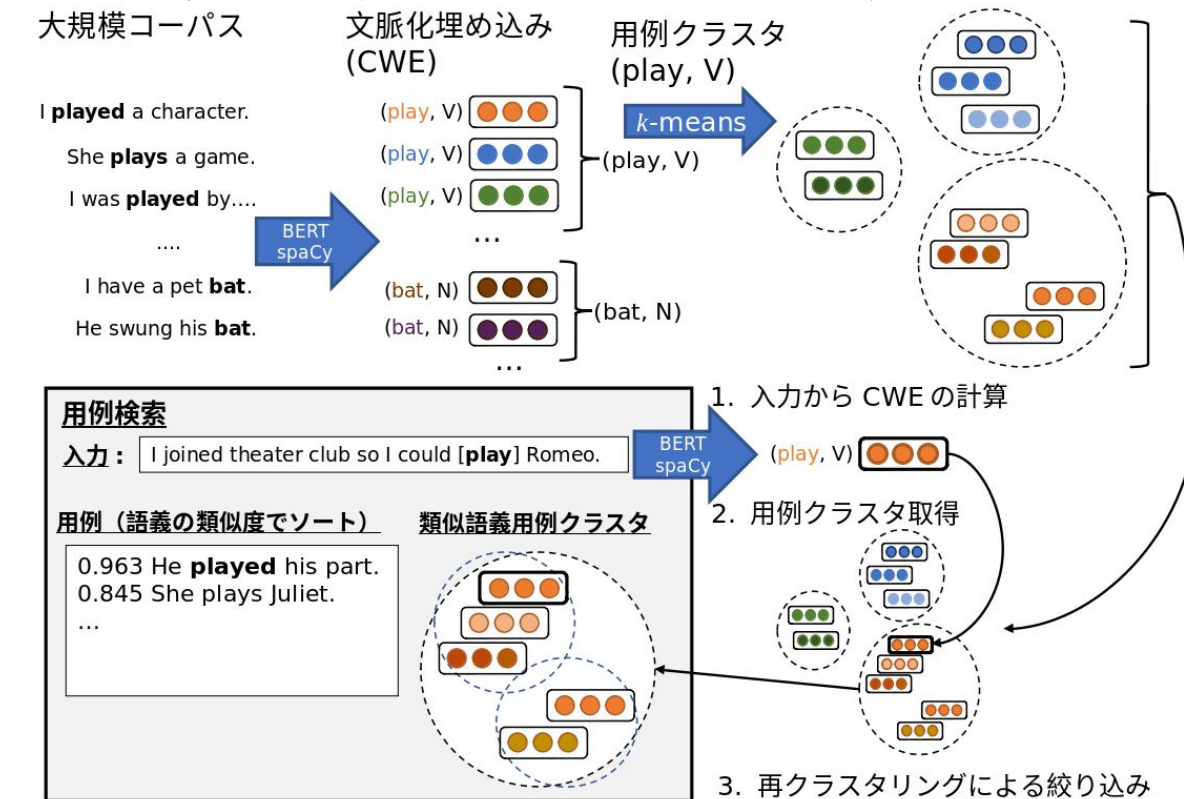 大規模コーパス
文脈化埋め込み
(CWE)
用例クラスタ
(play, V)
k-means
I played a character.
She plays a game.
I was played by….
….
I have a pet bat.
He swung his bat.
BERT
spaCy
(play, V)
(play, V)
(play, V)
…
(play, V)
(bat, N)
(bat, N)
…
(bat, N)
用例検索
入力 : I joined theater club so I could [play] Romeo.
BERT
spaCy
1. 入力から CWE の計算
(play, V)
2. 用例クラスタ取得
用例（語義の類似度でソート）
0.963 He played his part.
0.845 She plays Juliet.
…
類似語義用例クラスタ
3. 再クラスタリングによる絞り込み